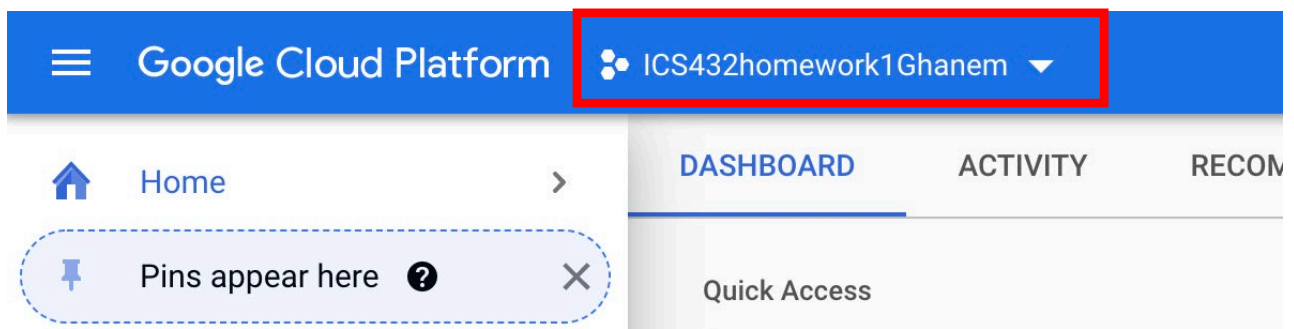 Google Cloud Platform ICS432homework1Ghanem
Home
DASHBOARD ACTIVITY RECOM
Pins appear here ?
Quick Access